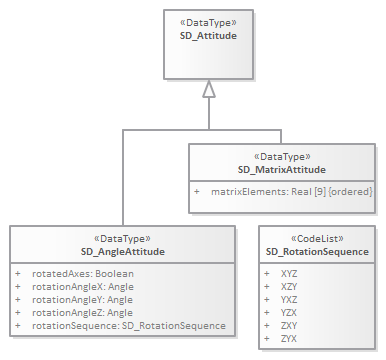 «DataType»
SD_Attitude
«DataType»
SD_MatrixAttitude
+ matrixElements: Real [9] {ordered}
«DataType»
SD_AngleAttitude
+ rotatedAxes: Boolean
+ rotationAngleX: Angle
+ rotationAngleY: Angle
+ rotationAngleZ: Angle
+ rotationSequence: SD_RotationSequence
«CodeList»
SD_RotationSequence
+ XYZ
+ XZY
+ YXZ
+ YZX
+ ZXY
+ ZYX